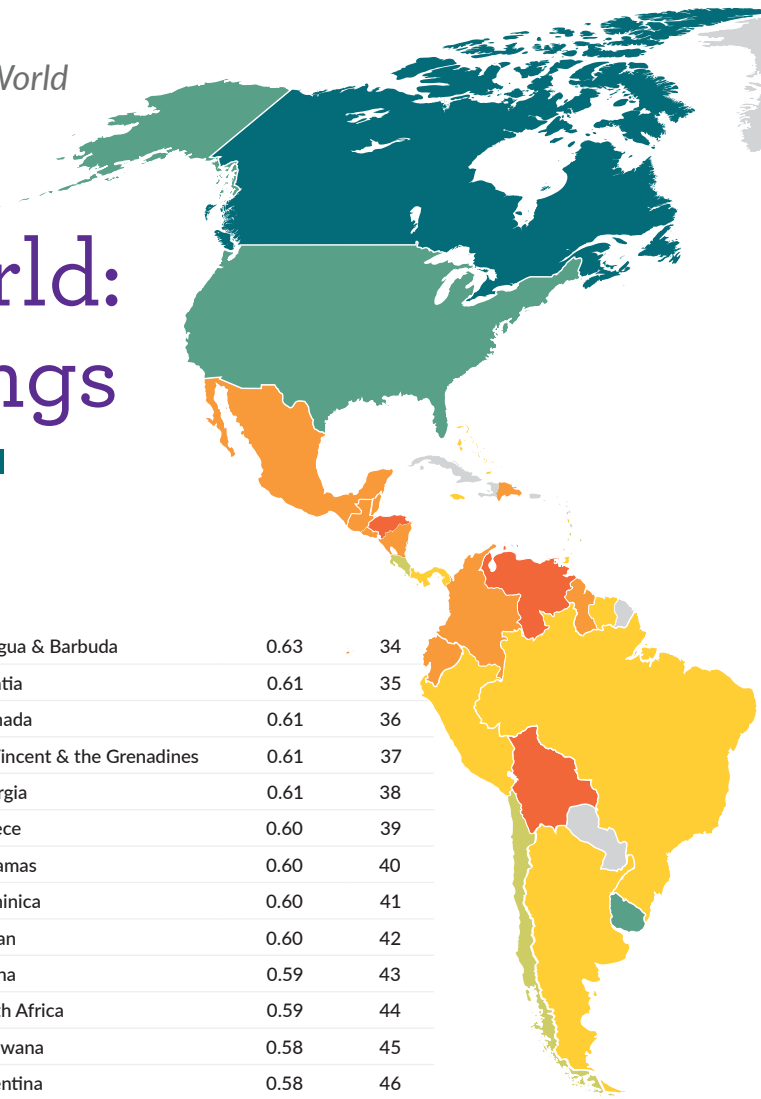 World
rld:
ngs
gua & Barbuda 0.63 34
tia 0.61 35
nada 0.61 36
Vincent & the Grenadines 0.61 37
rgia 0.61 38
ece 0.60 39
amas 0.60 40
inica 0.60 41
an 0.60 42
na 0.59 43
h Africa 0.59 44
wana 0.58 45
entina 0.58 46